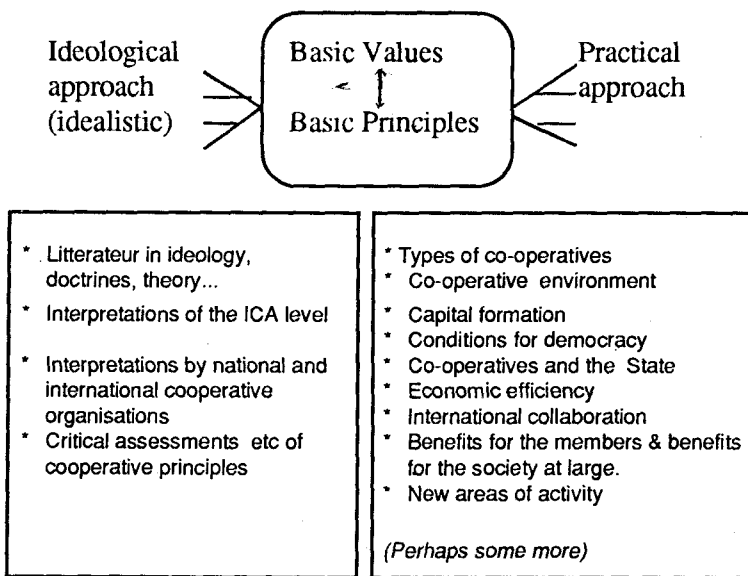 Ideological
approach
(idealistic)
Basic Values
Basic Principles
Practical
approach
* Litterateur in ideology,
doctrines, theory...
* Interpretations of the ICA level
* Interpretations by national and
international cooperative
organisations
* Critical assessments etc of
cooperative principles
* Types of co-operatives
* Co-operative environment
* Capital formation
* Conditions for democracy
* Co-operatives and the State
* Economic efficiency
* International collaboration
* Benefits for the members & benefits
for the society at large.
* New areas of activity
(Perhaps some more)